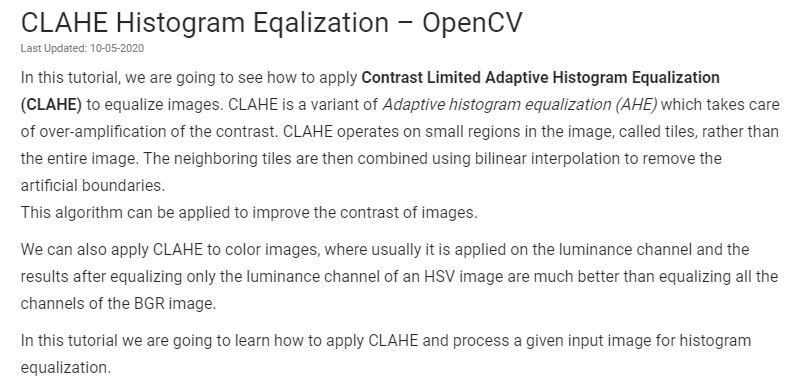 CLAHE Histogram Eqalization – OpenCV
Last Updated: 10-05-2020
In this tutorial, we are going to see how to apply Contrast Limited Adaptive Histogram Equalization
(CLAHE) to equalize images. CLAHE is a variant of Adaptive histogram equalization (AHE) which takes care
of over-amplification of the contrast. CLAHE operates on small regions in the image, called tiles, rather than
the entire image. The neighboring tiles are then combined using bilinear interpolation to remove the
artificial boundaries.
This algorithm can be applied to improve the contrast of images.
We can also apply CLAHE to color images, where usually it is applied on the luminance channel and the
results after equalizing only the luminance channel of an HSV image are much better than equalizing all the
channels of the BGR image.
In this tutorial we are going to learn how to apply CLAHE and process a given input image for histogram
equalization.